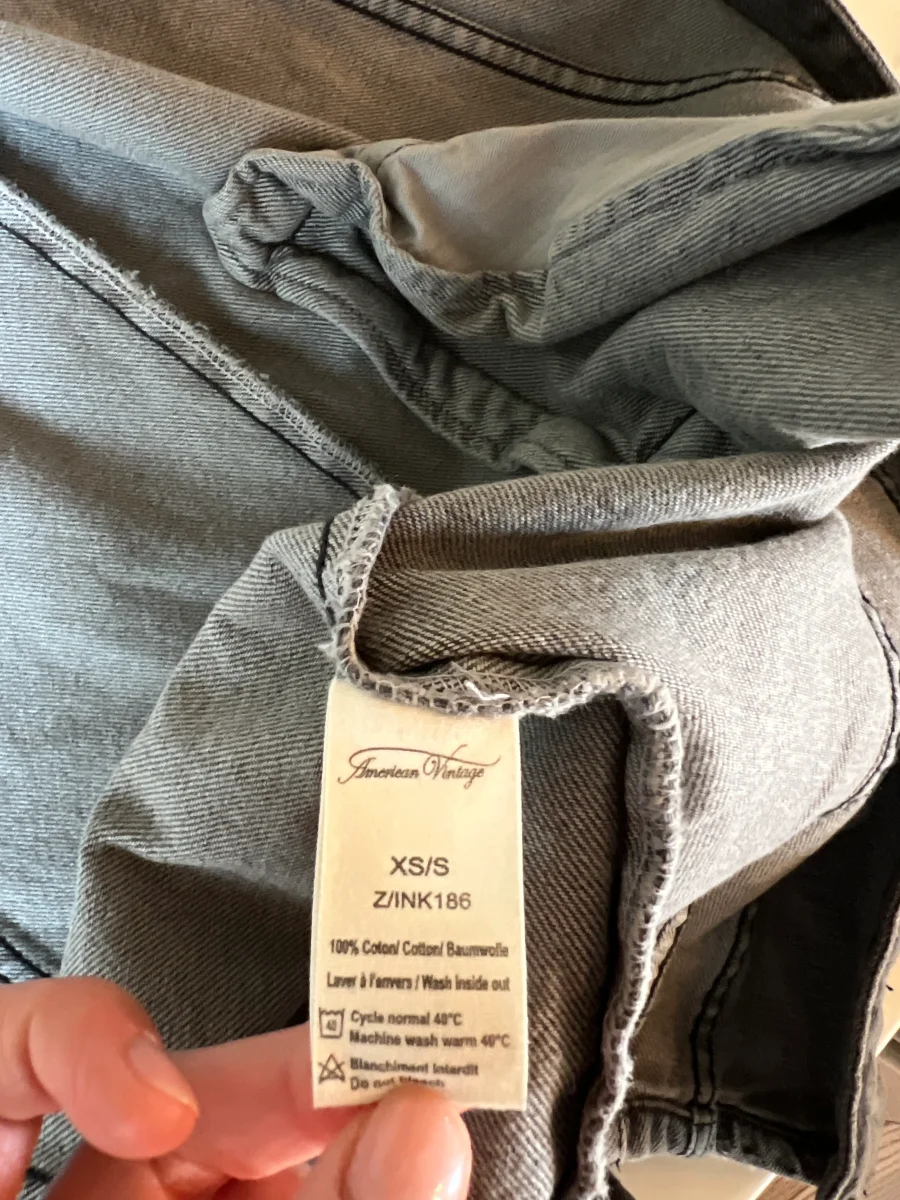 American Vintage
XS/S
Z/INK186
100% Coton/ Cotton/ Baumwolle
Laver à l'envers / Wash inside out
40
Cycle normal 40°C
Machine wash warm 40°C
Blanchiment interdit
Do not bleach